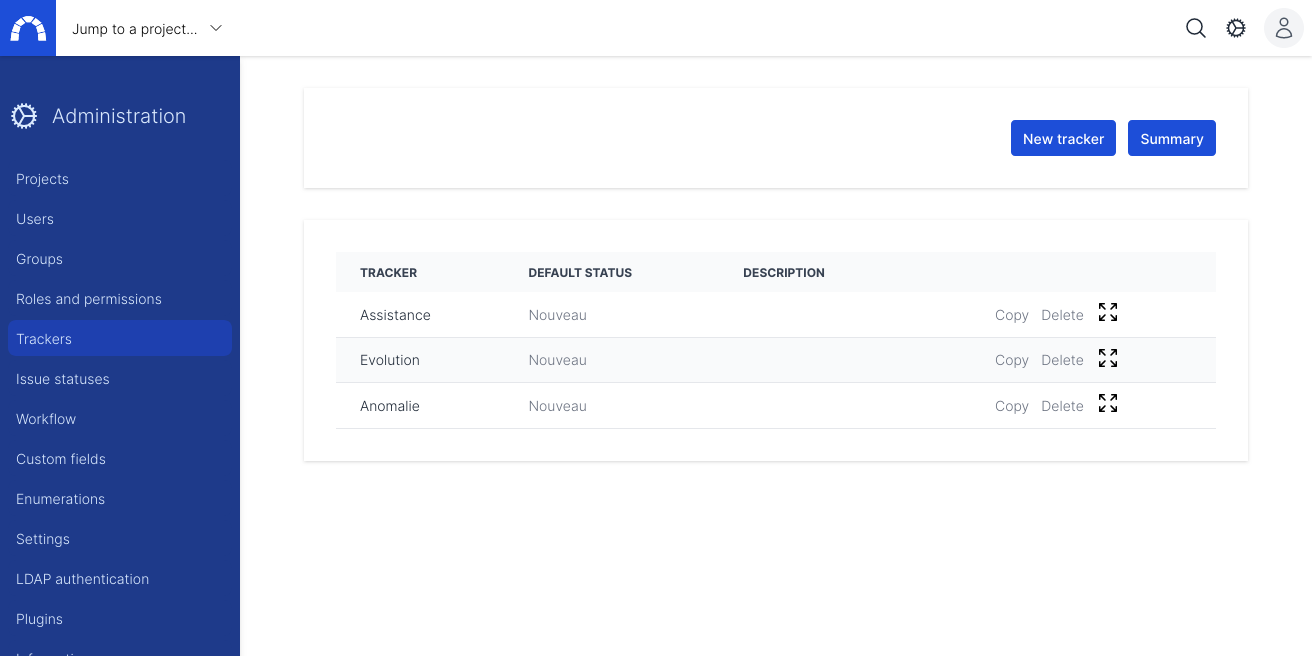 Jump to a project...
Administration
Projects
Users
Groups
Roles and permissions
Trackers
Issue statuses
Workflow
Custom fields
Enumerations
Settings
LDAP authentication
Plugins
New tracker Summary
TRACKER DEFAULT STATUS DESCRIPTION
Assistance Nouveau Copy Delete
Evolution Nouveau Copy Delete
Anomalie Nouveau Copy Delete